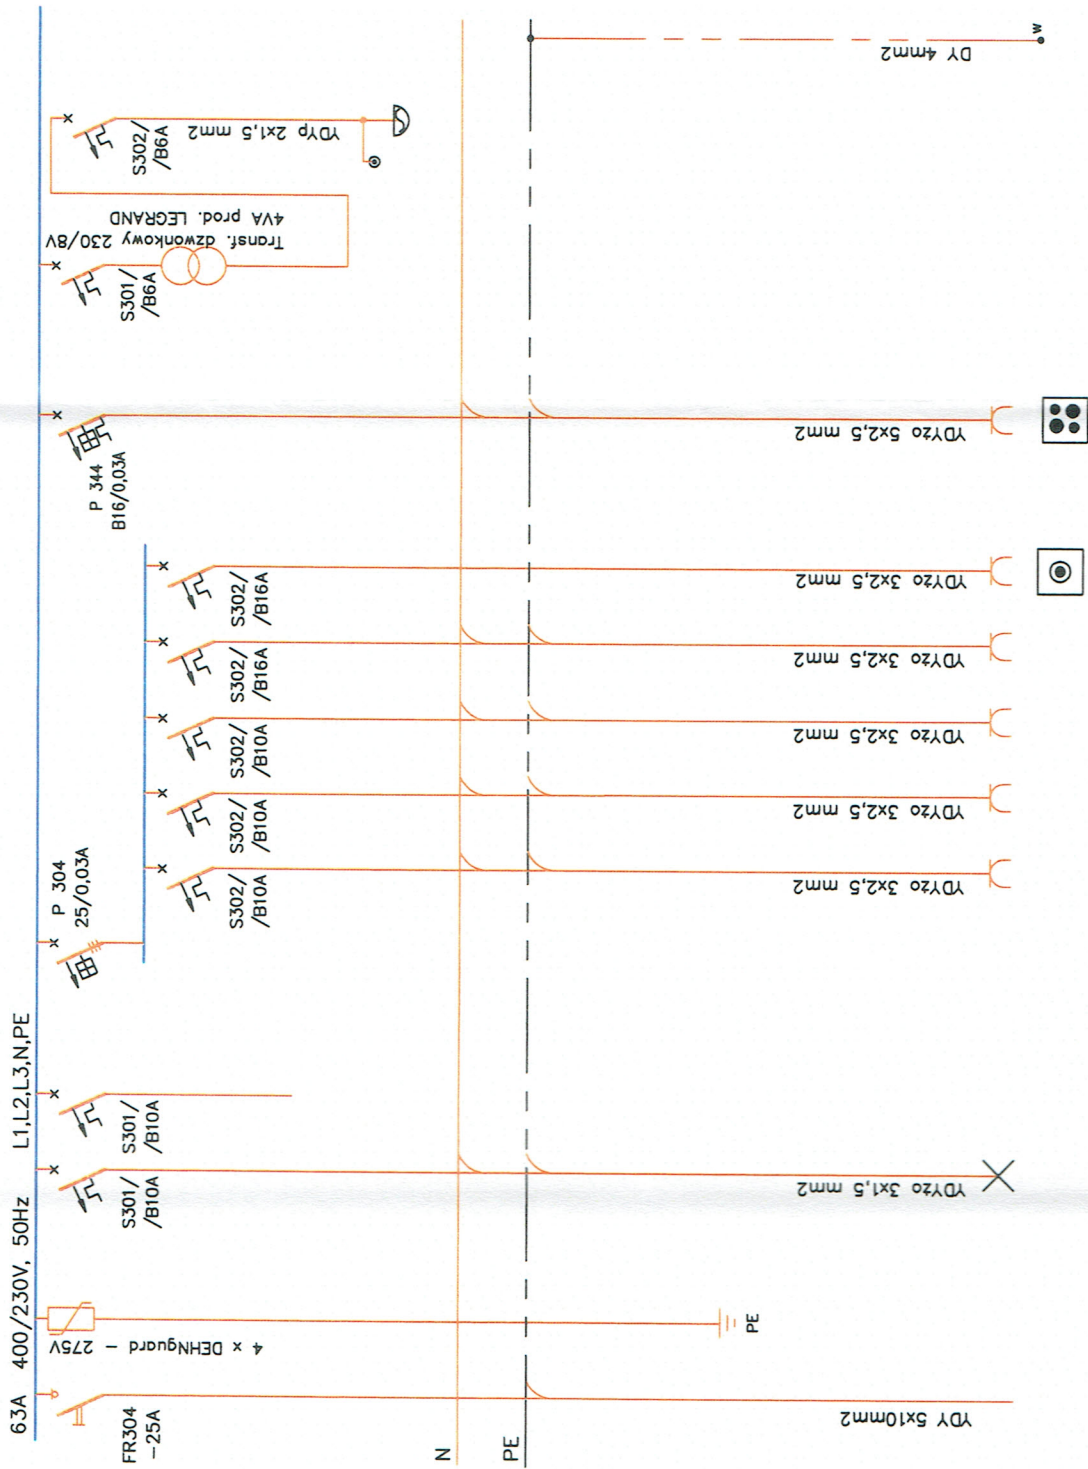 63A   400/230V, 50Hz   L1,L2,L3,N,PE
FR304
-25A
YDY 5x10mm2
4 x DEHNguard - 275V
PE
S301/
/B10A
YDYżo 3x1,5 mm2
S301/
/B10A
P 304
25/0,03A
S302/
/B10A
YDYżo 3x2,5 mm2
S302/
/B10A
YDYżo 3x2,5 mm2
S302/
/B10A
YDYżo 3x2,5 mm2
S302/
/B16A
YDYżo 3x2,5 mm2
S302/
/B16A
YDYżo 3x2,5 mm2
P 344
B16/0,03A
YDYżo 5x2,5 mm2
S301/
/B6A
Transf. dzwonkowy 230/8V
4VA prod. LEGRAND
S302/
/B6A
YDYp 2x1,5 mm2
DY 4mm2
w
N
PE